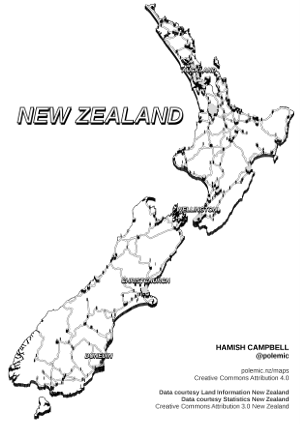 AUCKLAND
NEW ZEALAND
WELLINGTON
CHRISTCHURCH
DUNEDIN
HAMISH CAMPBELL
@polemic
polemic.nz/maps
Creative Commons Attribution 4.0
Data courtesy Land Information New Zealand
Data courtesy Statistics New Zealand
Creative Commons Attribution 3.0 New Zealand